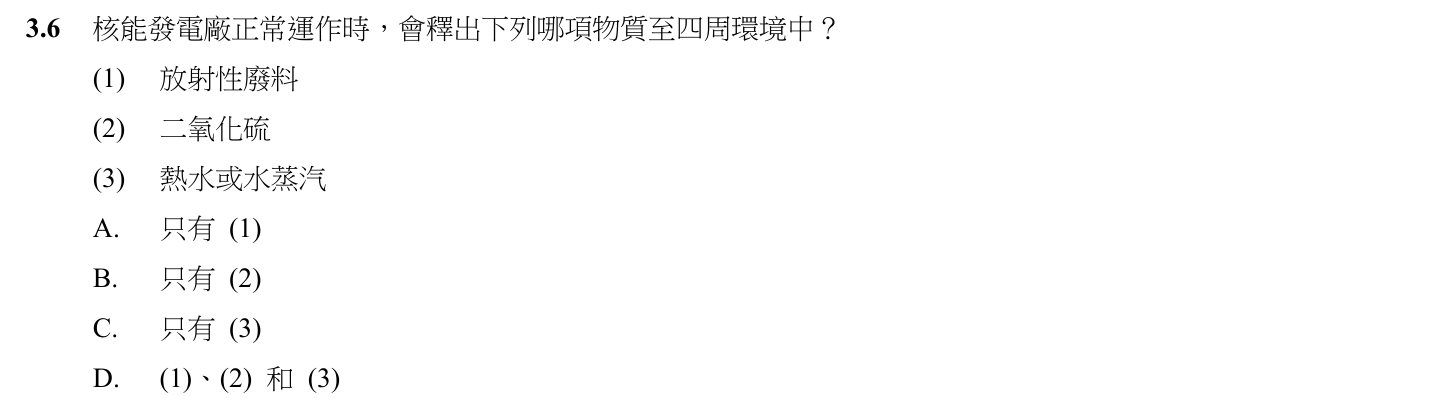 3.6 核能發電廠正常運作時，會釋出下列哪項物質至四周環境中？
(1) 放射性廢料
(2) 二氧化硫
(3) 熱水或水蒸汽
A. 只有 (1)
B. 只有 (2)
C. 只有 (3)
D. (1)、(2) 和 (3)